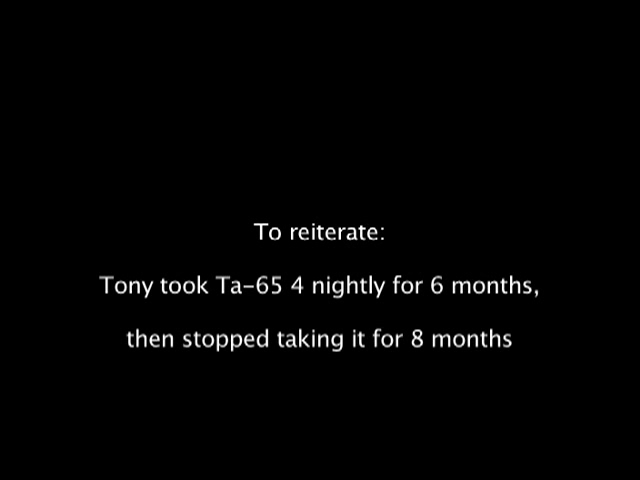 To reiterate:
Tony took Ta-65 4 nightly for 6 months,
then stopped taking it for 8 months